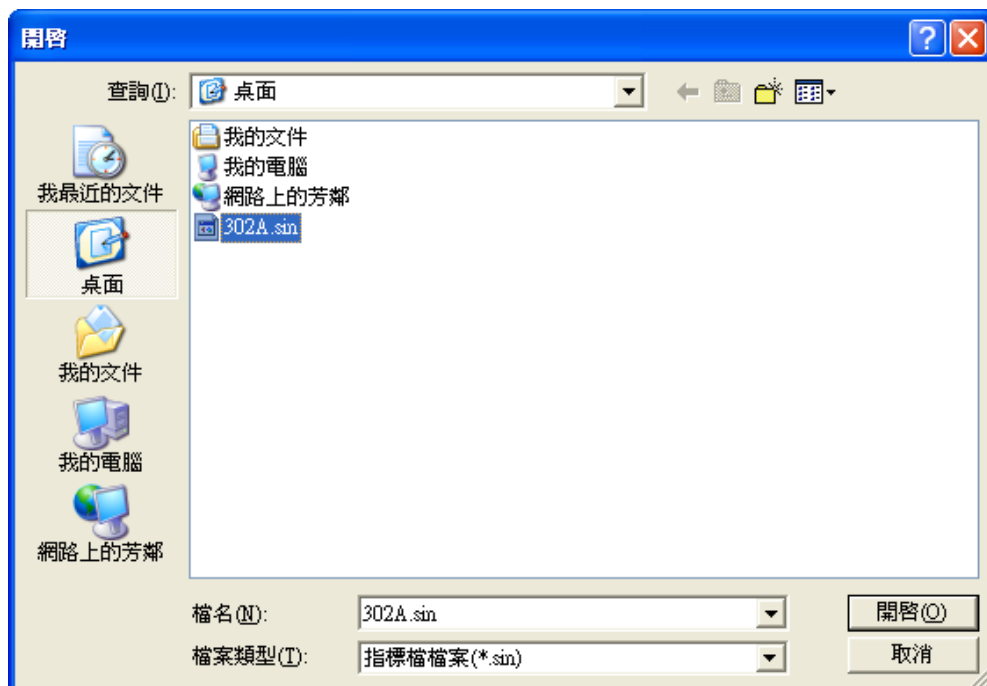 開啓
查詢(I):
桌面
我最近的文件
桌面
我的文件
我的電腦
網路上的芳鄰
我的文件
我的電腦
網路上的芳鄰
302A.sin
檔名(N):
302A.sin
開啓(O)
檔案類型(T):
指標檔檔案(*.sin)
取消